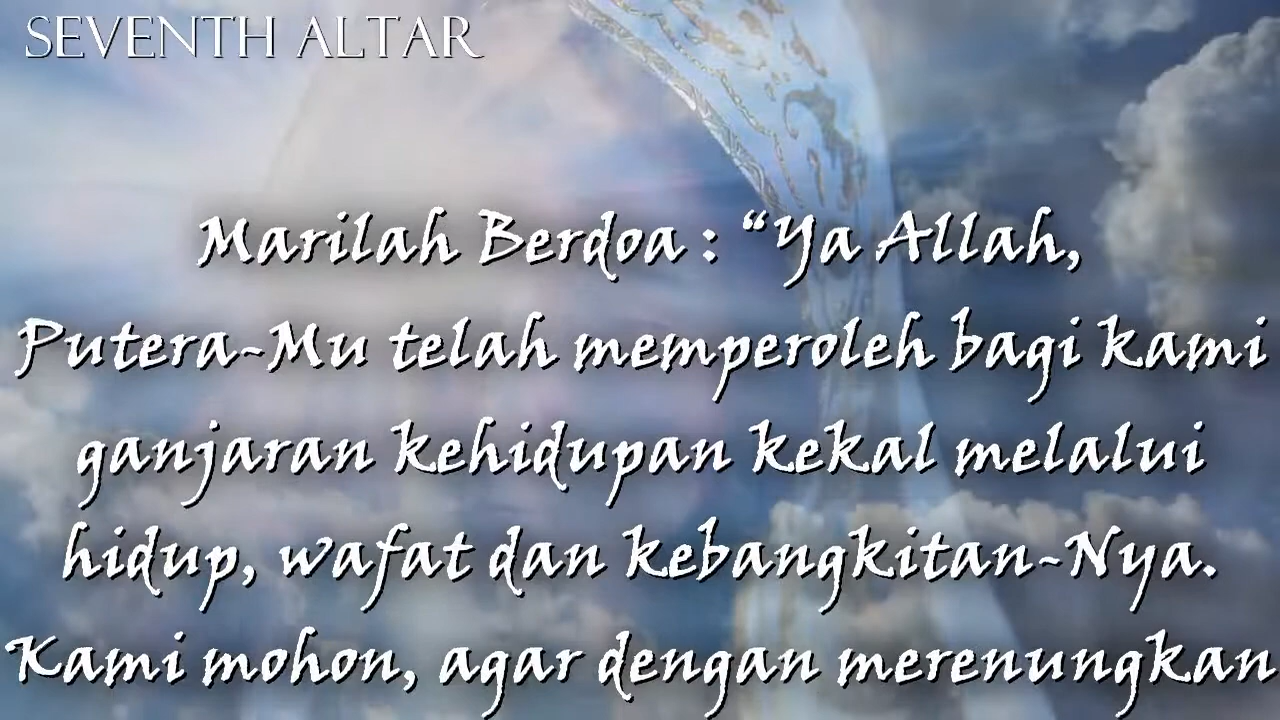 SEVENTH ALTAR
Marilah Berdoa : “Ya Allah,
Putera-Mu telah memperoleh bagi kami
ganjaran kehidupan kekal melalui
hidup, wafat dan kebangkitan-Nya.
Kami mohon, agar dengan merenungkan